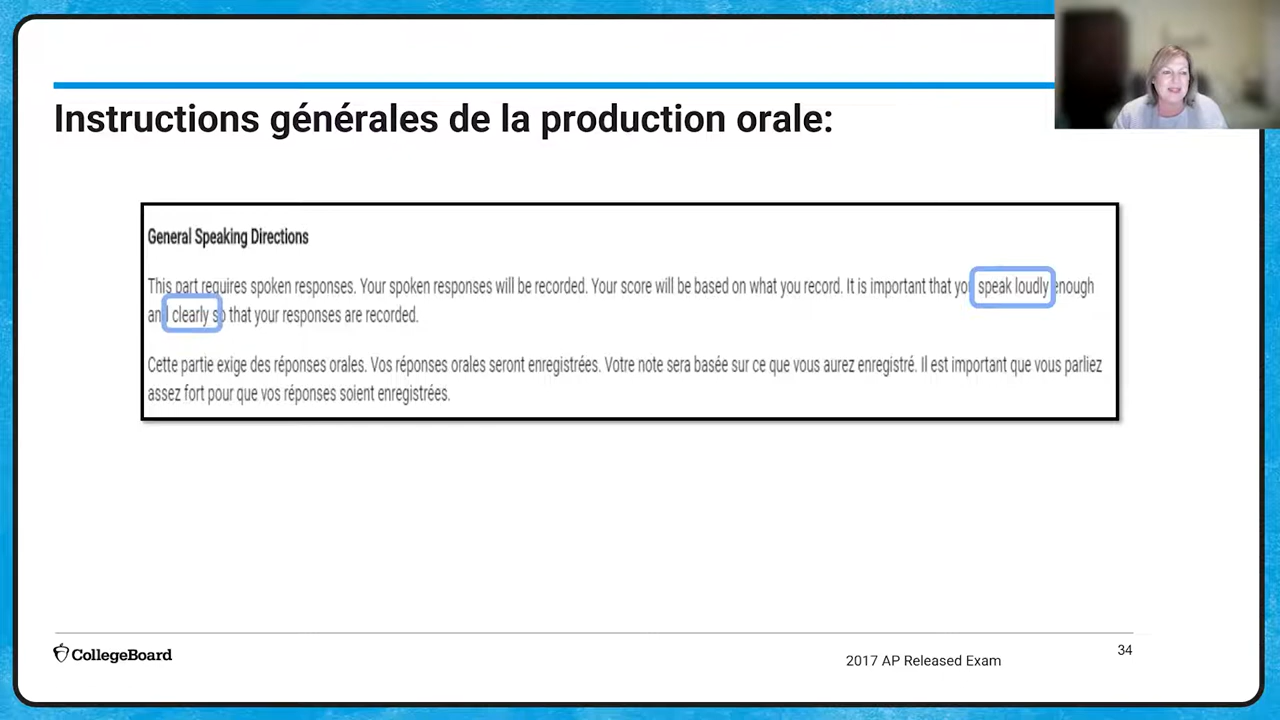 Instructions générales de la production orale:
General Speaking Directions
This part requires spoken responses. Your spoken responses will be recorded. Your score will be based on what you record. It is important that you speak loudly enough
and clearly so that your responses are recorded.
Cette partie exige des réponses orales. Vos réponses orales seront enregistrées. Votre note sera basée sur ce que vous aurez enregistré. Il est important que vous parliez
assez fort pour que vos réponses soient enregistrées.
CollegeBoard
2017 AP Released Exam
34